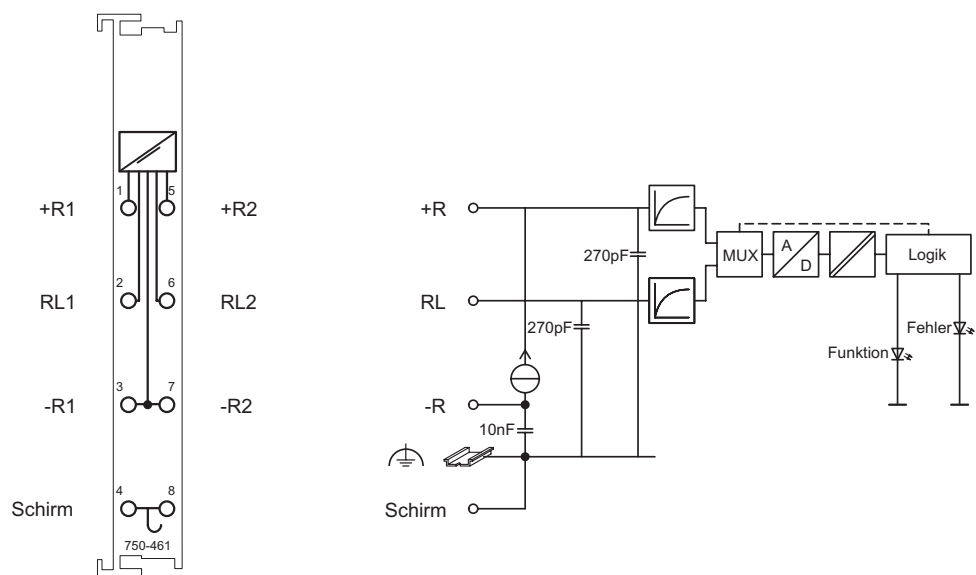 1 5
+R1 +R2
2 6
RL1 RL2
3 7
-R1 -R2
4 8
Schirm
750-461
+R
270pF
MUX
A
D
Logik
RL
270pF
Fehler
Funktion
-R
10nF
Schirm